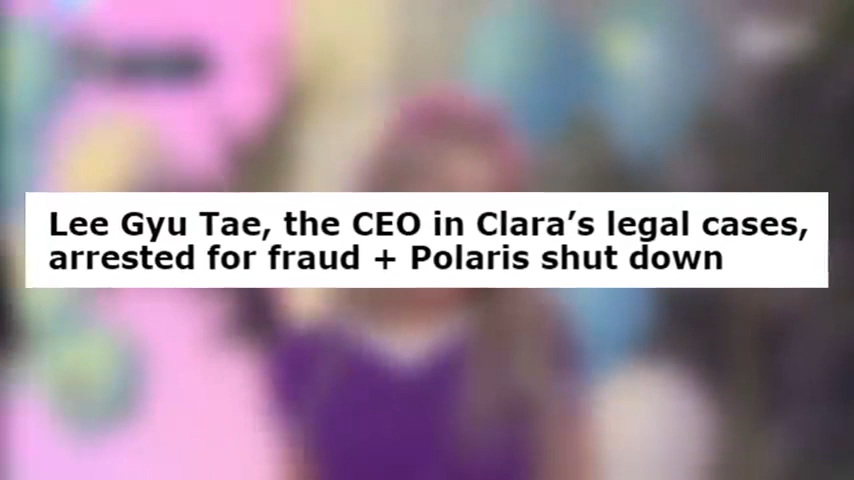 Lee Gyu Tae, the CEO in Clara's legal cases,
arrested for fraud + Polaris shut down